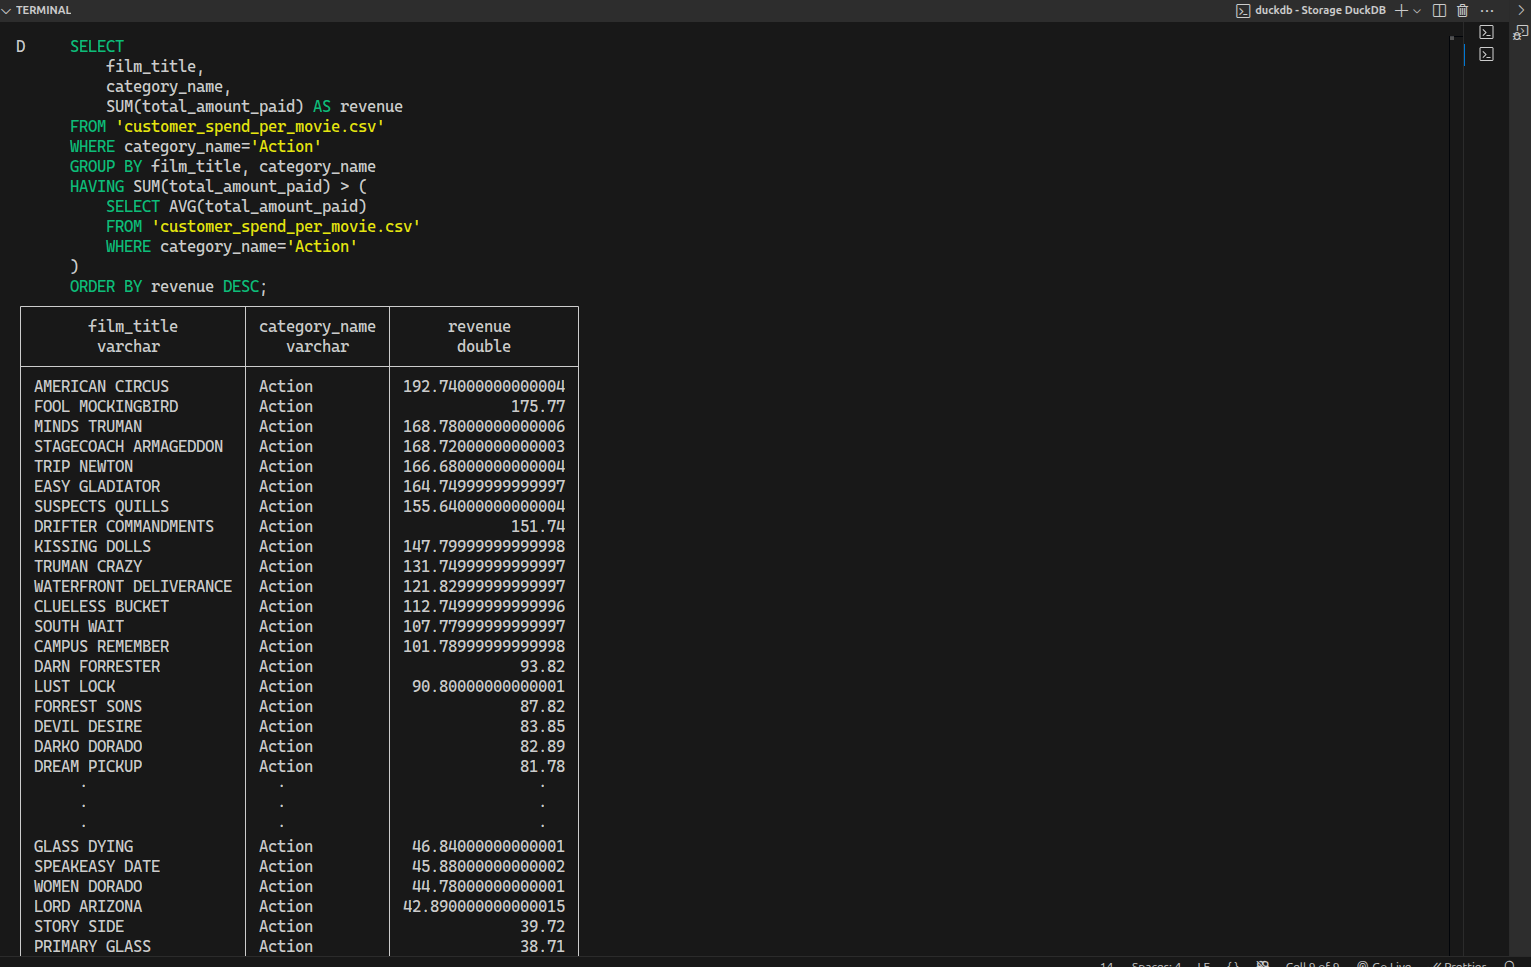 TERMINAL
duckdb - Storage DuckDB
D SELECT
film_title,
category_name,
SUM(total_amount_paid) AS revenue
FROM 'customer_spend_per_movie.csv'
WHERE category_name='Action'
GROUP BY film_title, category_name
HAVING SUM(total_amount_paid) > (
SELECT AVG(total_amount_paid)
FROM 'customer_spend_per_movie.csv'
WHERE category_name='Action'
)
ORDER BY revenue DESC;
film_title category_name revenue
varchar varchar double
AMERICAN CIRCUS Action 192.74000000000004
FOOL MOCKINGBIRD Action 175.77
MINDS TRUMAN Action 168.78000000000006
STAGECOACH ARMAGEDDON Action 168.72000000000003
TRIP NEWTON Action 166.68000000000004
EASY GLADIATOR Action 164.74999999999997
SUSPECTS QUILLS Action 155.64000000000004
DRIFTER COMMANDMENTS Action 151.74
KISSING DOLLS Action 147.79999999999998
TRUMAN CRAZY Action 131.74999999999997
WATERFRONT DELIVERANCE Action 121.82999999999997
CLUELESS BUCKET Action 112.74999999999996
SOUTH WAIT Action 107.77999999999997
CAMPUS REMEMBER Action 101.78999999999998
DARN FORRESTER Action 93.82
LUST LOCK Action 90.80000000000001
FORREST SONS Action 87.82
DEVIL DESIRE Action 83.85
DARKO DORADO Action 82.89
DREAM PICKUP Action 81.78
. . .
. . .
. . .
GLASS DYING Action 46.84000000000001
SPEAKEASY DATE Action 45.88000000000002
WOMEN DORADO Action 44.78000000000001
LORD ARIZONA Action 42.890000000000015
STORY SIDE Action 39.72
PRIMARY GLASS Action 38.71
Spaces: 4 LF {} Cell 9 of 9 Go Live Prettier